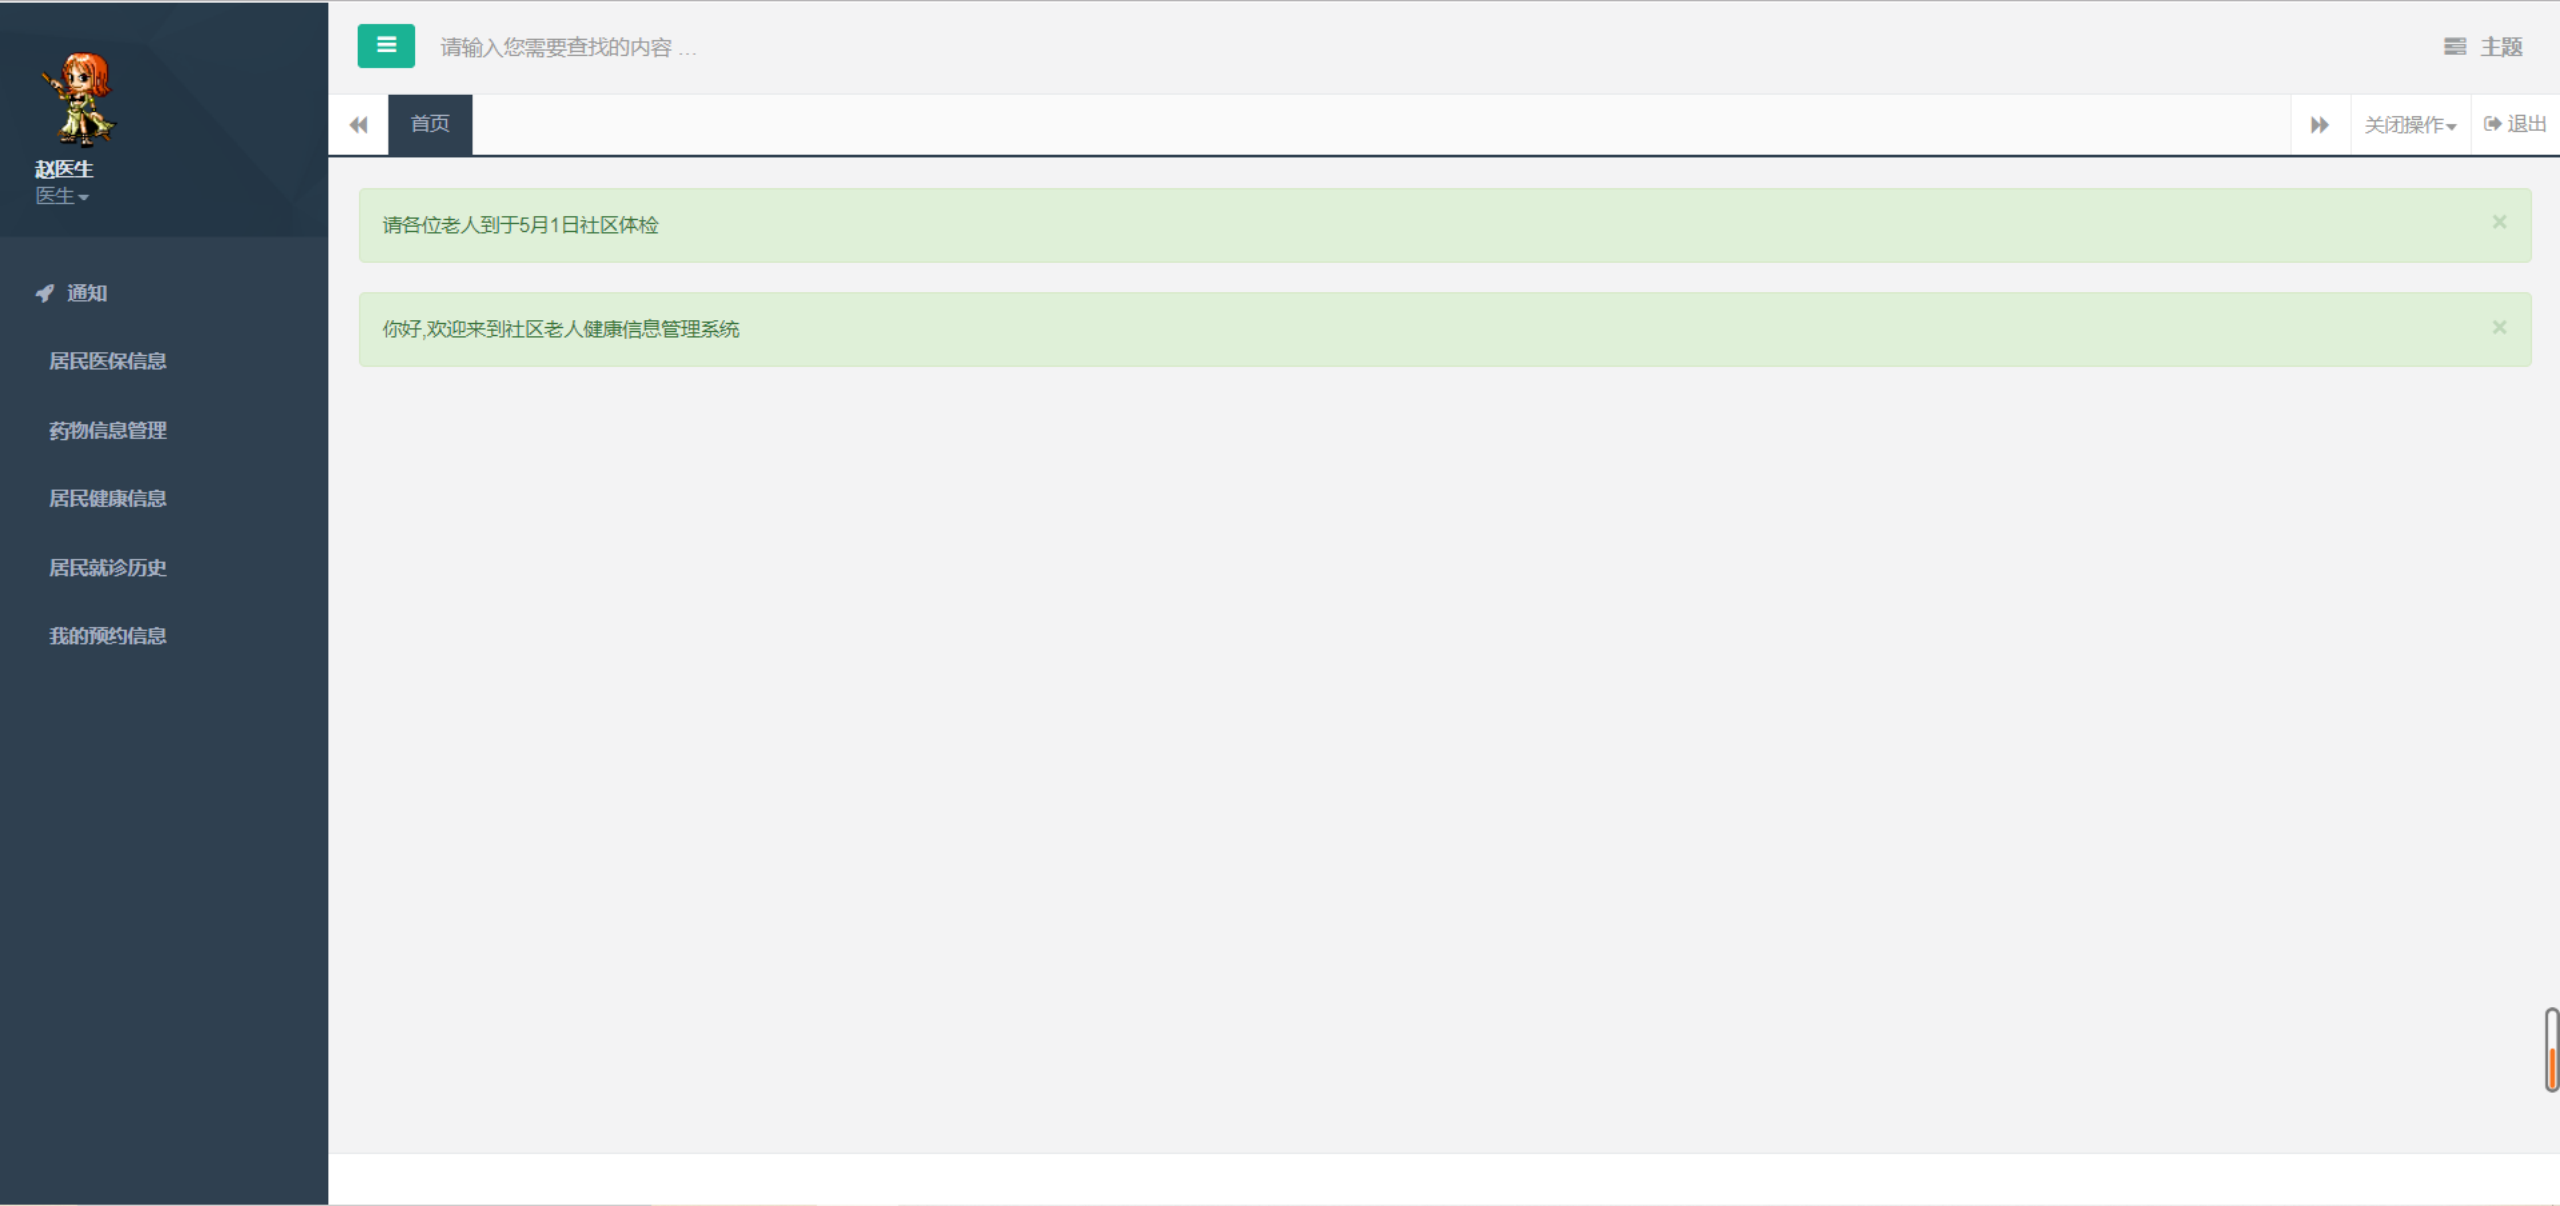 请输入您需要查找的内容 …
主题
首页
关闭操作
退出
赵医生
医生
通知
居民医保信息
药物信息管理
居民健康信息
居民就诊历史
我的预约信息
请各位老人到于5月1日社区体检
×
你好,欢迎来到社区老人健康信息管理系统
×